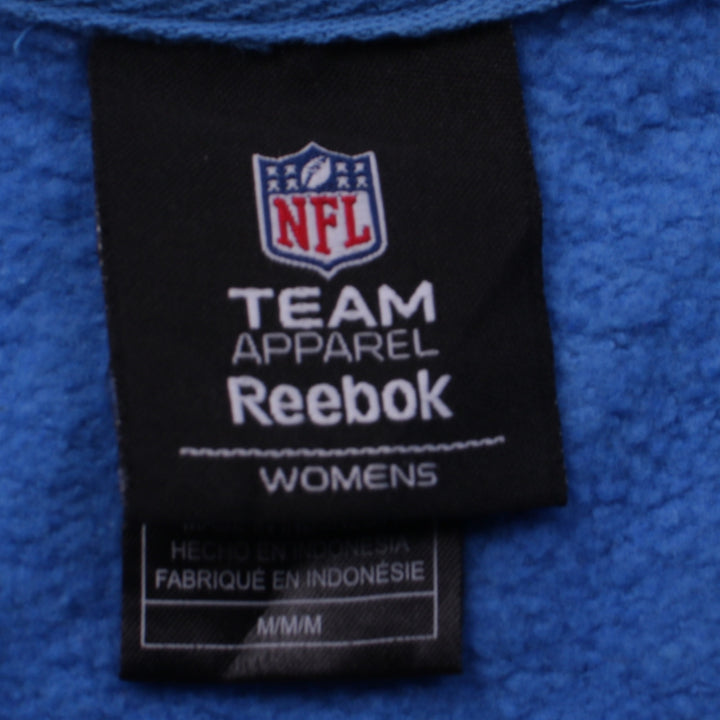 NFL
TEAM
APPAREL
Reebok
WOMENS
HECHO EN INDONESIA
FABRIQUÉ EN INDONÉSIE
M/M/M